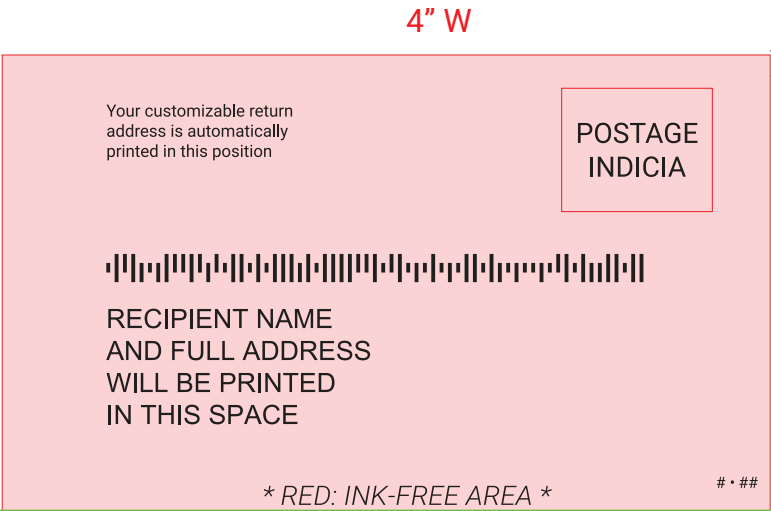 4” W
Your customizable return
address is automatically
printed in this position
POSTAGE
INDICIA
RECIPIENT NAME
AND FULL ADDRESS
WILL BE PRINTED
IN THIS SPACE
* RED: INK-FREE AREA *
# • ##